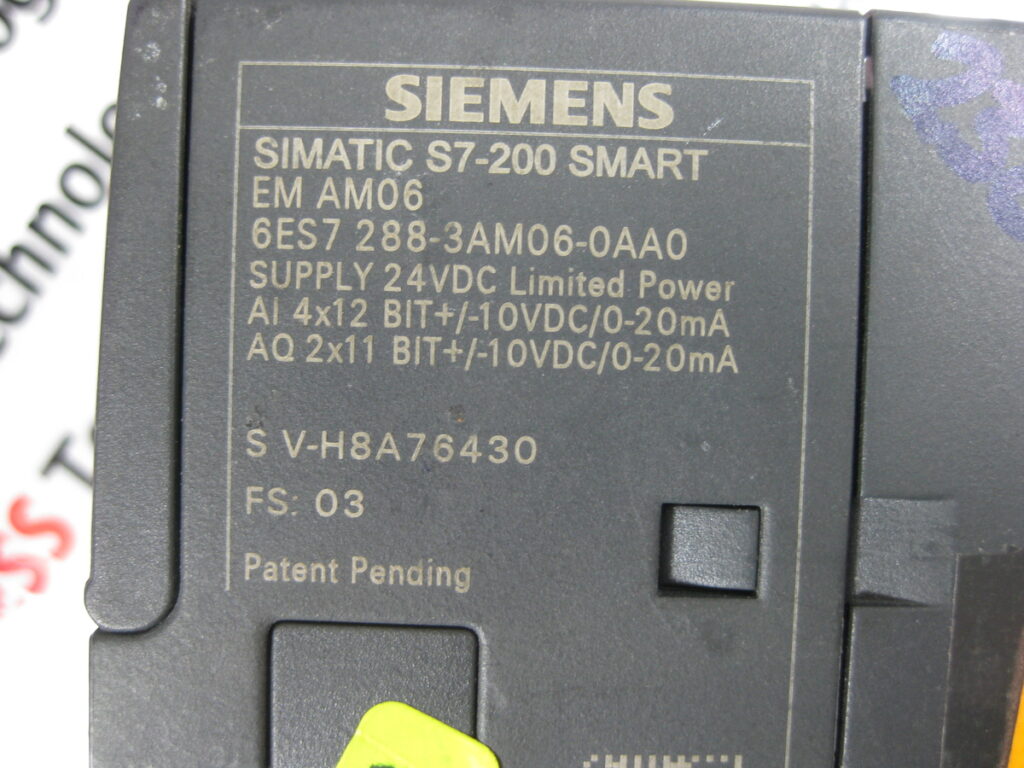 SIEMENS
SIMATIC S7-200 SMART
EM AM06
6ES7 288-3AM06-0AA0
SUPPLY 24VDC Limited Power
AI 4x12 BIT+/-10VDC/0-20mA
AQ 2x11 BIT+/-10VDC/0-20mA
S V-H8A76430
FS: 03
Patent Pending